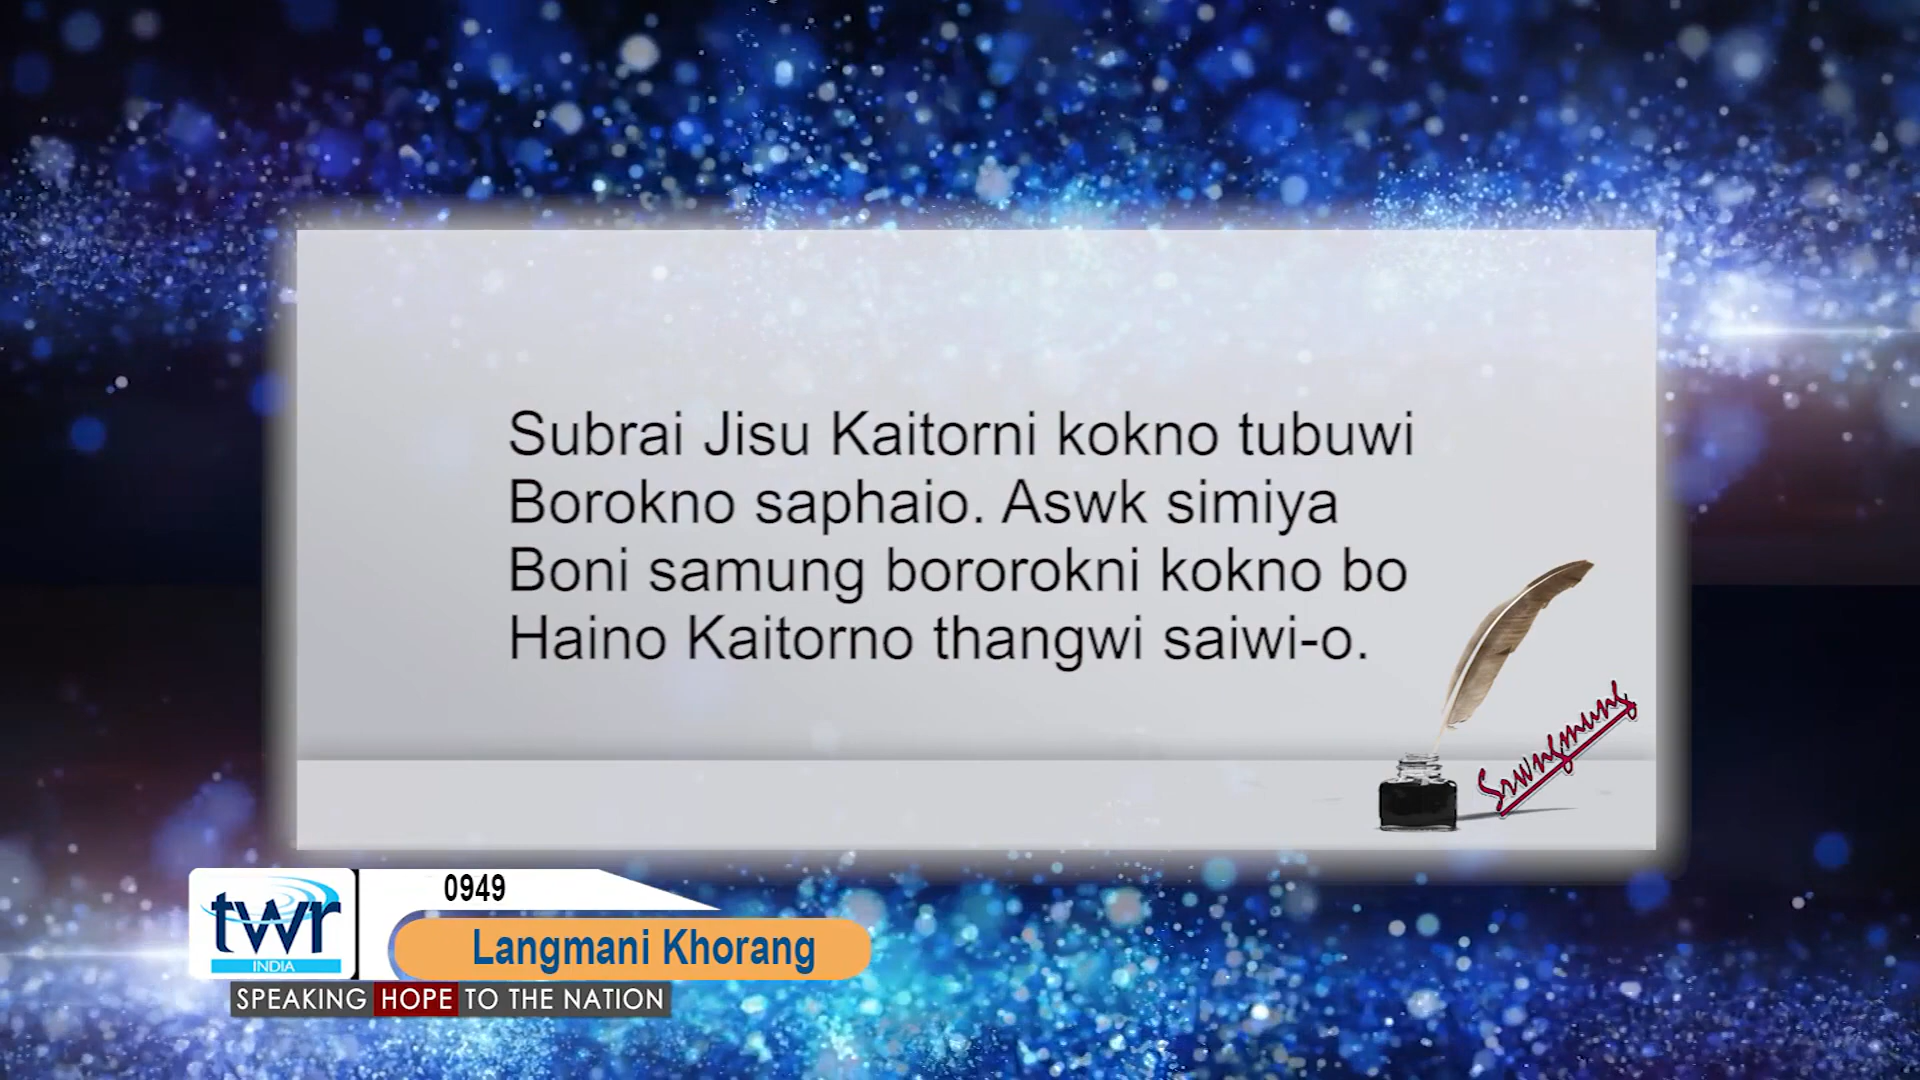 Subrai Jisu Kaitorni kokno tubuwi
Borokno saphaio. Aswk simiya
Boni samung bororokni kokno bo
Haino Kaitorno thangwi saiwi-o.
Srwngmung
0949
twr
INDIA
Langmani Khorang
SPEAKING HOPE TO THE NATION